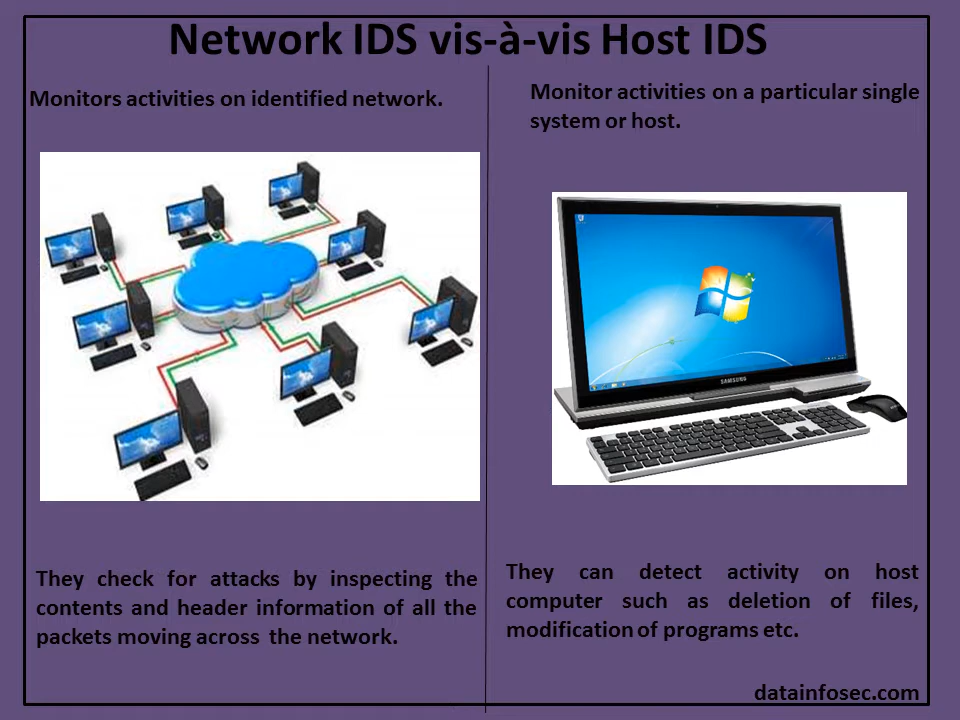 Network IDS vis-à-vis Host IDS
Monitors activities on identified network.
Monitor activities on a particular single
system or host.
SAMSUNG
They check for attacks by inspecting the
contents and header information of all the
packets moving across the network.
They can detect activity on host
computer such as deletion of files,
modification of programs etc.
datainfosec.com